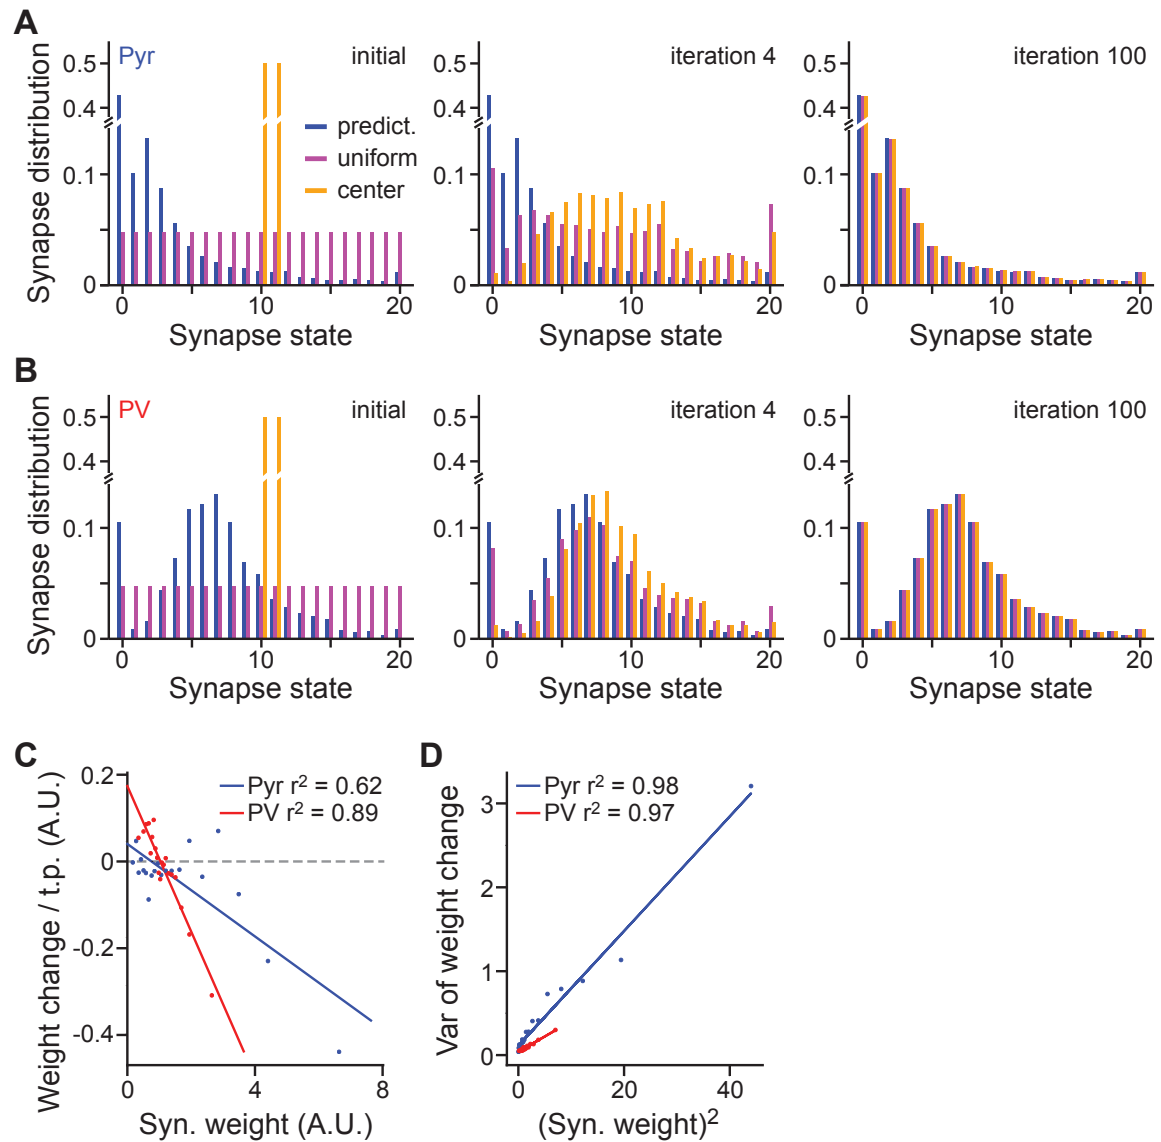 A
Pyr
initial
iteration 4
iteration 100
predict.
uniform
center
Synapse distribution
0.5
0.4
0.1
0
0.5
0.4
0.1
0
0.5
0.4
0.1
0
0 10 20
0 10 20
0 10 20
Synapse state
Synapse state
Synapse state
B
PV
initial
iteration 4
iteration 100
Synapse distribution
0.5
0.4
0.1
0
0.5
0.4
0.1
0
0.5
0.4
0.1
0
0 10 20
0 10 20
0 10 20
Synapse state
Synapse state
Synapse state
C
Weight change / t.p. (A.U.)
0.2
0
-0.2
-0.4
Pyr r² = 0.62
PV r² = 0.89
0 4 8
Syn. weight (A.U.)
D
Var of weight change
3
2
1
0
Pyr r² = 0.98
PV r² = 0.97
0 20 40
(Syn. weight)²